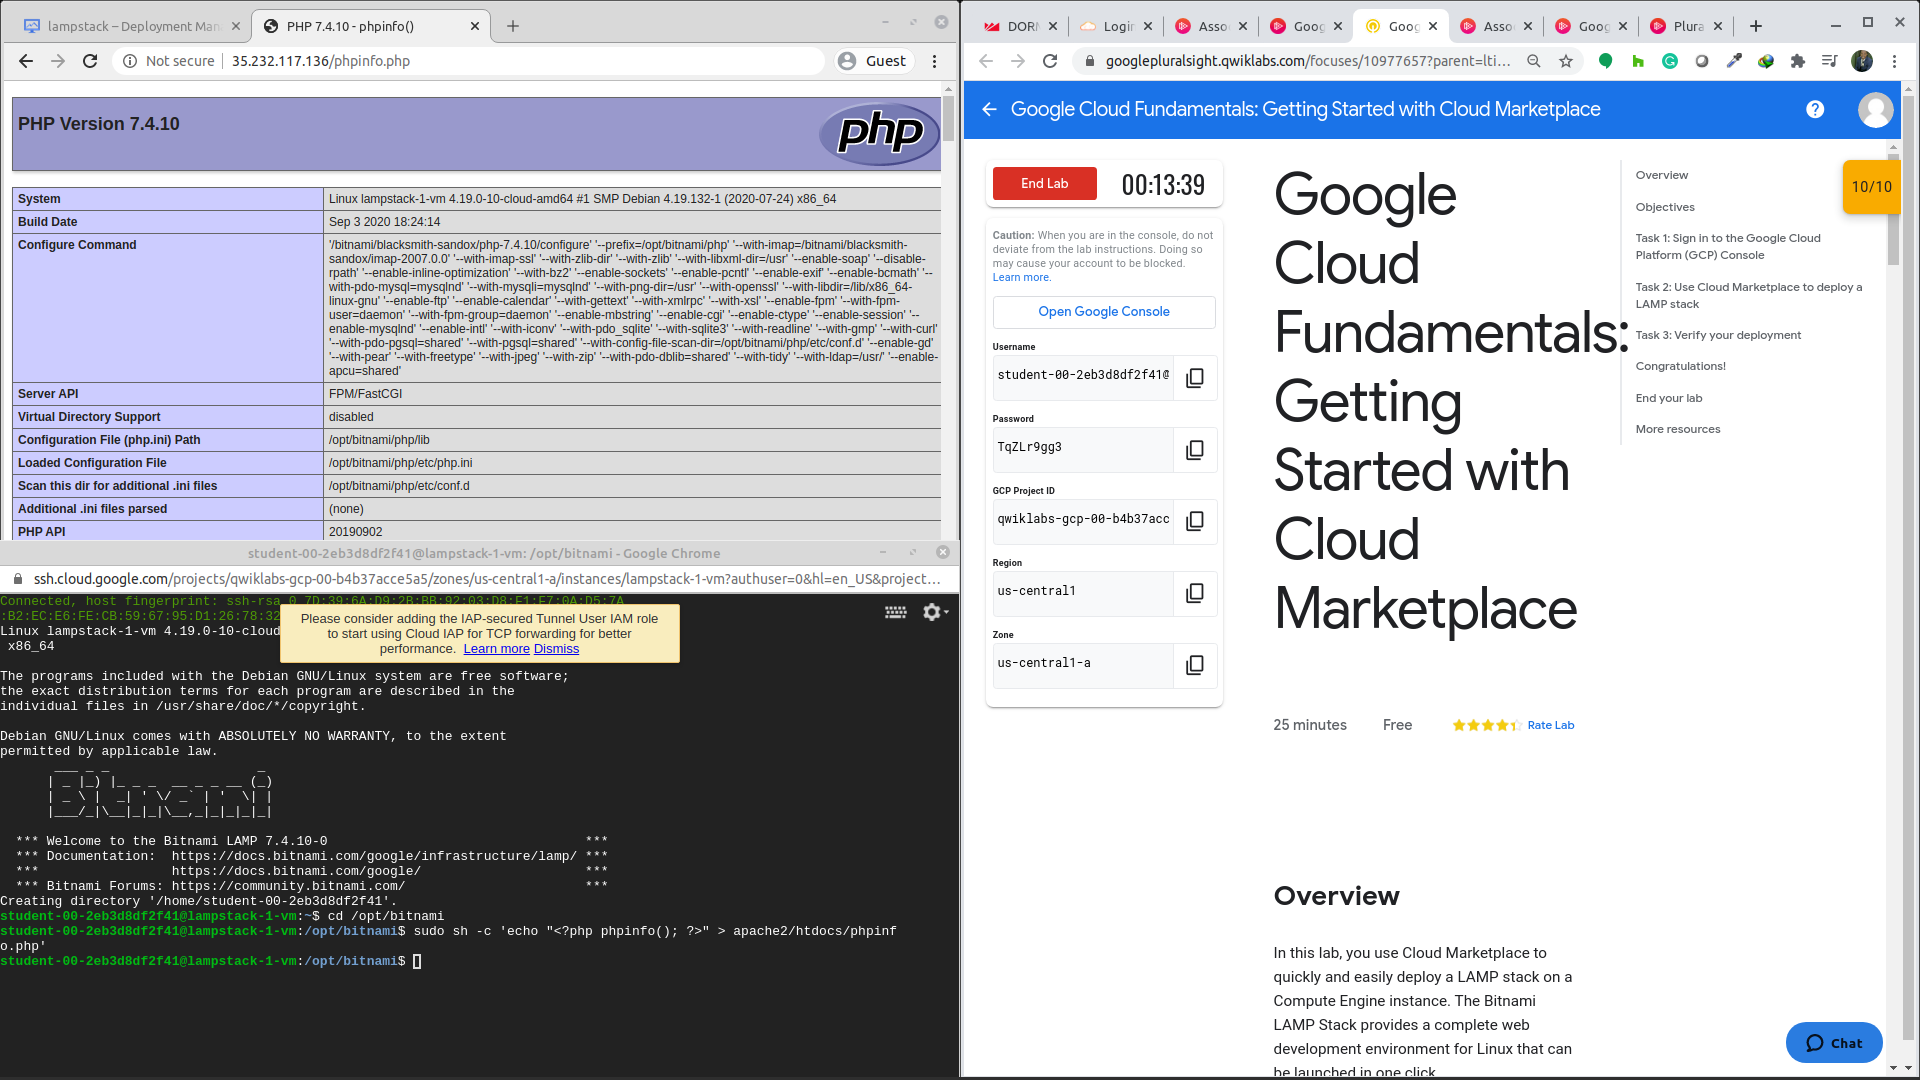 lampstack – Deployment Man
PHP 7.4.10 - phpinfo()
Not secure
35.232.117.136/phpinfo.php
Guest
PHP Version 7.4.10
php
System
Linux lampstack-1-vm 4.19.0-10-cloud-amd64 #1 SMP Debian 4.19.132-1 (2020-07-24) x86_64
Build Date
Sep 3 2020 18:24:14
Configure Command
'/bitnami/blacksmith-sandox/php-7.4.10/configure' '--prefix=/opt/bitnami/php' '--with-imap=/bitnami/blacksmith-
sandox/imap-2007.0.0' '--with-imap-ssl' '--with-zlib-dir' '--with-zlib' '--with-libxml-dir=/usr' '--enable-soap' '--disable-
rpath' '--enable-inline-optimization' '--with-bz2' '--enable-sockets' '--enable-pcntl' '--enable-exif' '--enable-bcmath' '--
with-pdo-mysql=mysqlnd' '--with-mysqli=mysqlnd' '--with-png-dir=/usr' '--with-openssl' '--with-libdir=/lib/x86_64-
linux-gnu' '--enable-ftp' '--enable-calendar' '--with-gettext' '--with-xmlrpc' '--with-xsl' '--enable-fpm' '--with-fpm-
user=daemon' '--with-fpm-group=daemon' '--enable-mbstring' '--enable-cgi' '--enable-ctype' '--enable-session' '--
enable-mysqlnd' '--enable-intl' '--with-iconv' '--with-pdo_sqlite' '--with-sqlite3' '--with-readline' '--with-gmp' '--with-curl'
'--with-pdo-pgsql=shared' '--with-pgsql=shared' '--with-config-file-scan-dir=/opt/bitnami/php/etc/conf.d' '--enable-gd'
'--with-pear' '--with-freetype' '--with-jpeg' '--with-zip' '--with-pdo-dblib=shared' '--with-tidy' '--with-ldap=/usr/' '--enable-
apcu=shared'
Server API
FPM/FastCGI
Virtual Directory Support
disabled
Configuration File (php.ini) Path
/opt/bitnami/php/lib
Loaded Configuration File
/opt/bitnami/php/etc/php.ini
Scan this dir for additional .ini files
/opt/bitnami/php/etc/conf.d
Additional .ini files parsed
(none)
PHP API
20190902
student-00-2eb3d8df2f41@lampstack-1-vm: /opt/bitnami - Google Chrome
ssh.cloud.google.com/projects/qwiklabs-gcp-00-b4b37acce5a5/zones/us-central1-a/instances/lampstack-1-vm?authuser=0&hl=en_US&project...
Connected, host fingerprint: ssh-rsa 0 7D:39:6A:D9:2B:BB:92:03:D8:F1:F7:0A:D5:7A
:B2:EC:E6:FE:CB:59:67:95:D1:26:78:32
Linux lampstack-1-vm 4.19.0-10-cloud
x86_64
Please consider adding the IAP-secured Tunnel User IAM role
to start using Cloud IAP for TCP forwarding for better
performance. Learn more Dismiss
The programs included with the Debian GNU/Linux system are free software;
the exact distribution terms for each program are described in the
individual files in /usr/share/doc/*/copyright.
Debian GNU/Linux comes with ABSOLUTELY NO WARRANTY, to the extent
permitted by applicable law.
Bitnami
*** Welcome to the Bitnami LAMP 7.4.10-0 ***
*** Documentation: https://docs.bitnami.com/google/infrastructure/lamp/ ***
*** https://docs.bitnami.com/google/ ***
*** Bitnami Forums: https://community.bitnami.com/ ***
Creating directory '/home/student-00-2eb3d8df2f41'.
student-00-2eb3d8df2f41@lampstack-1-vm:~$ cd /opt/bitnami
student-00-2eb3d8df2f41@lampstack-1-vm:/opt/bitnami$ sudo sh -c 'echo "<?php phpinfo(); ?>" > apache2/htdocs/phpinf
o.php'
student-00-2eb3d8df2f41@lampstack-1-vm:/opt/bitnami$
DORM
Login
Asso
Goog
Goog
Asso
Goog
Plura
googlepluralsight.qwiklabs.com/focuses/10977657?parent=lti...
Google Cloud Fundamentals: Getting Started with Cloud Marketplace
End Lab
00:13:39
Caution: When you are in the console, do not
deviate from the lab instructions. Doing so
may cause your account to be blocked.
Learn more.
Open Google Console
Username
student-00-2eb3d8df2f41@
Password
TqZLr9gg3
GCP Project ID
qwiklabs-gcp-00-b4b37acc
Region
us-central1
Zone
us-central1-a
Google
Cloud
Fundamentals:
Getting
Started with
Cloud
Marketplace
25 minutes
Free
Rate Lab
Overview
In this lab, you use Cloud Marketplace to
quickly and easily deploy a LAMP stack on a
Compute Engine instance. The Bitnami
LAMP Stack provides a complete web
development environment for Linux that can
be launched in one click.
Overview
Objectives
Task 1: Sign in to the Google Cloud
Platform (GCP) Console
Task 2: Use Cloud Marketplace to deploy a
LAMP stack
Task 3: Verify your deployment
Congratulations!
End your lab
More resources
10/10
Chat